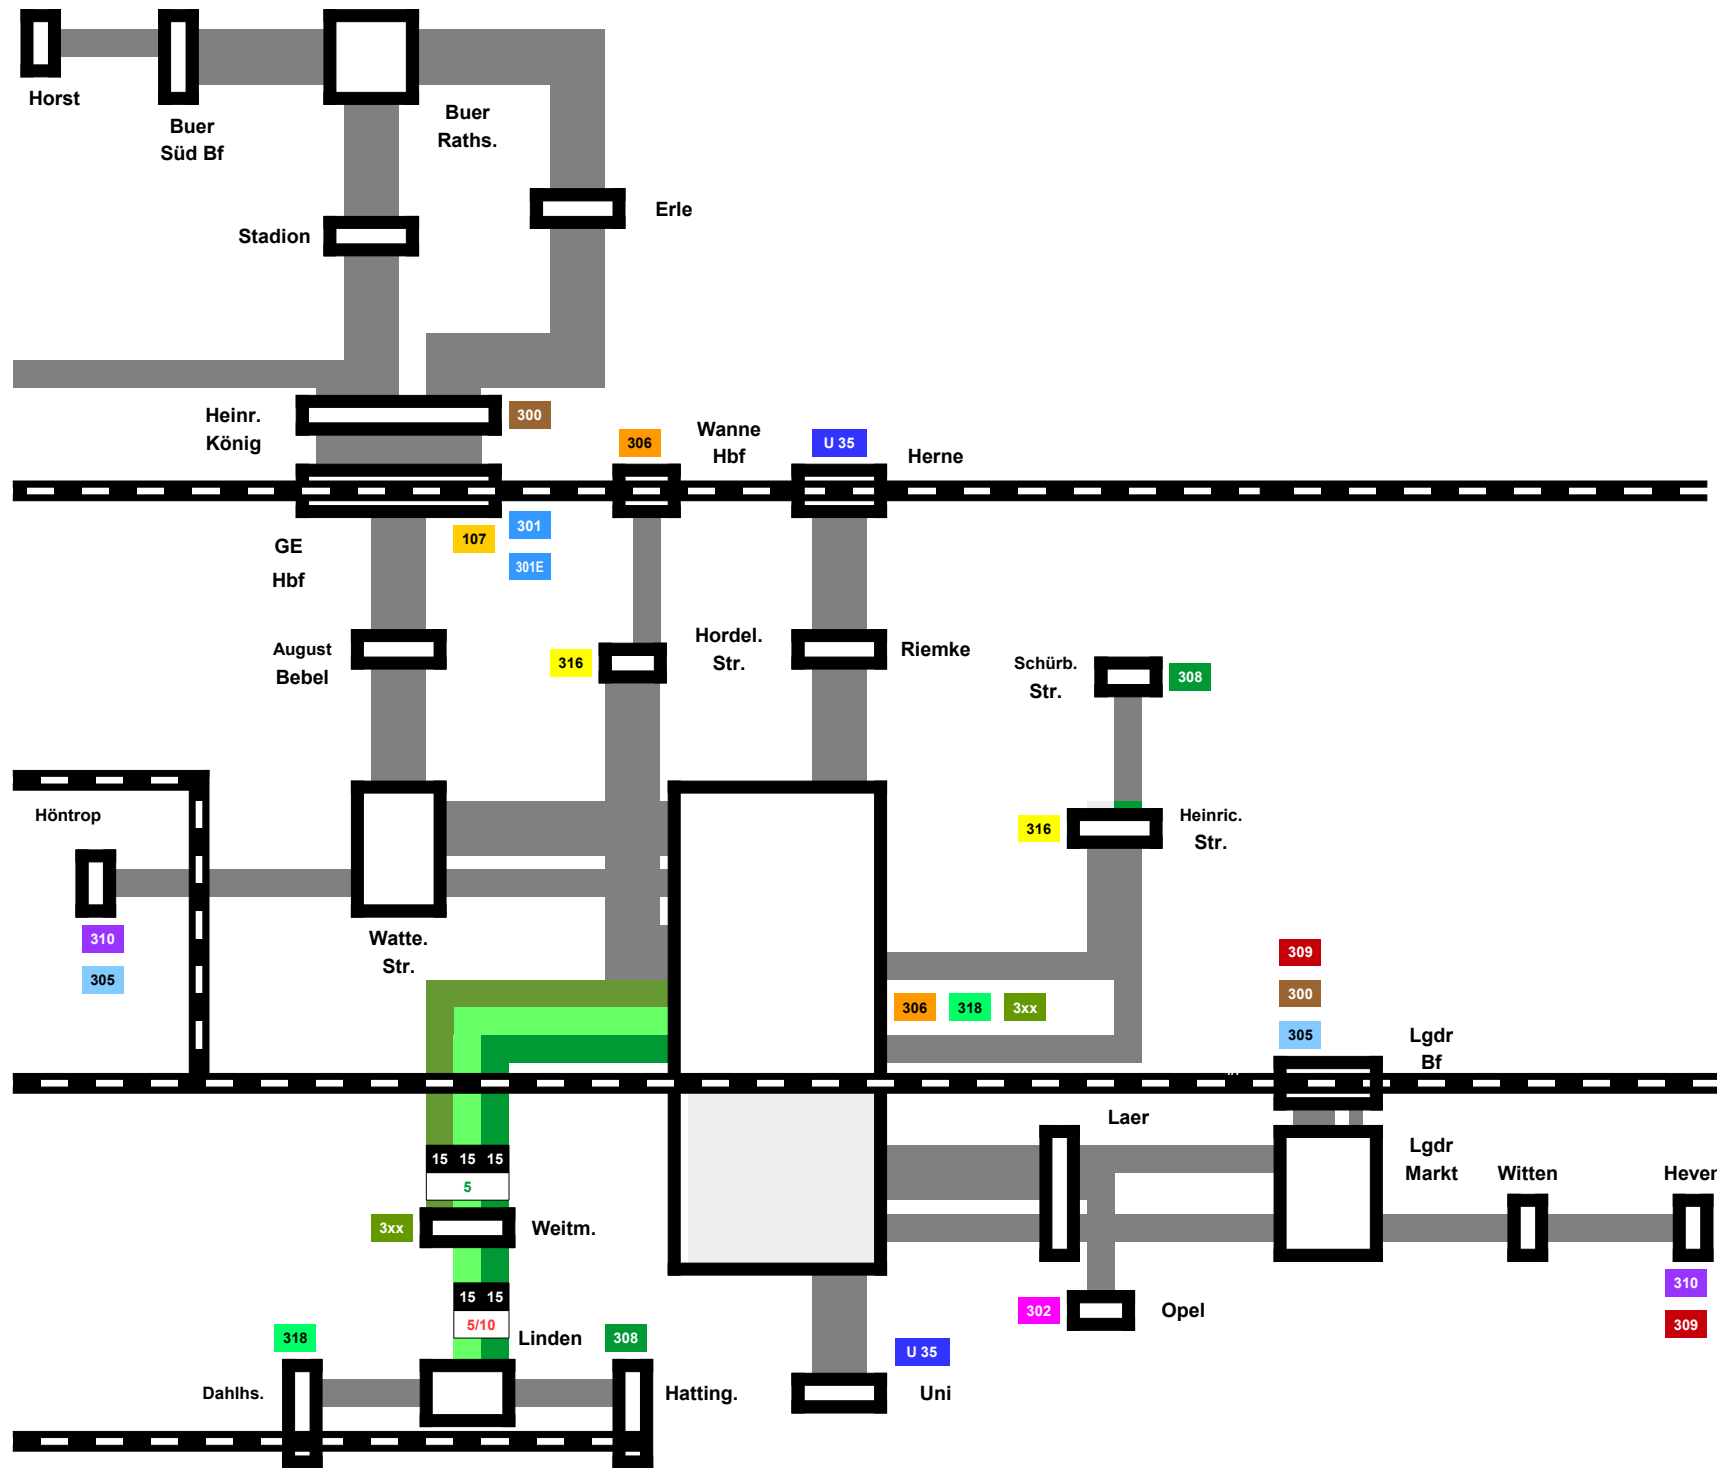 Horst
Buer
Süd Bf
Buer
Raths.
Erle
Stadion
Heinr.
König
300
306
Wanne
Hbf
U 35
Herne
GE
Hbf
107
301
301E
August
Bebel
316
Hordel.
Str.
Riemke
Schürb.
Str.
308
Höntrop
316
Heinric.
Str.
310
305
Watte.
Str.
306
318
3xx
309
300
305
Lgdr
Bf
Laer
Lgdr
Markt
Witten
Heven
15 15 15
5
3xx
Weitm.
15 15
5/10
302
Opel
310
309
318
Linden
308
U 35
Dahlhs.
Hatting.
Uni